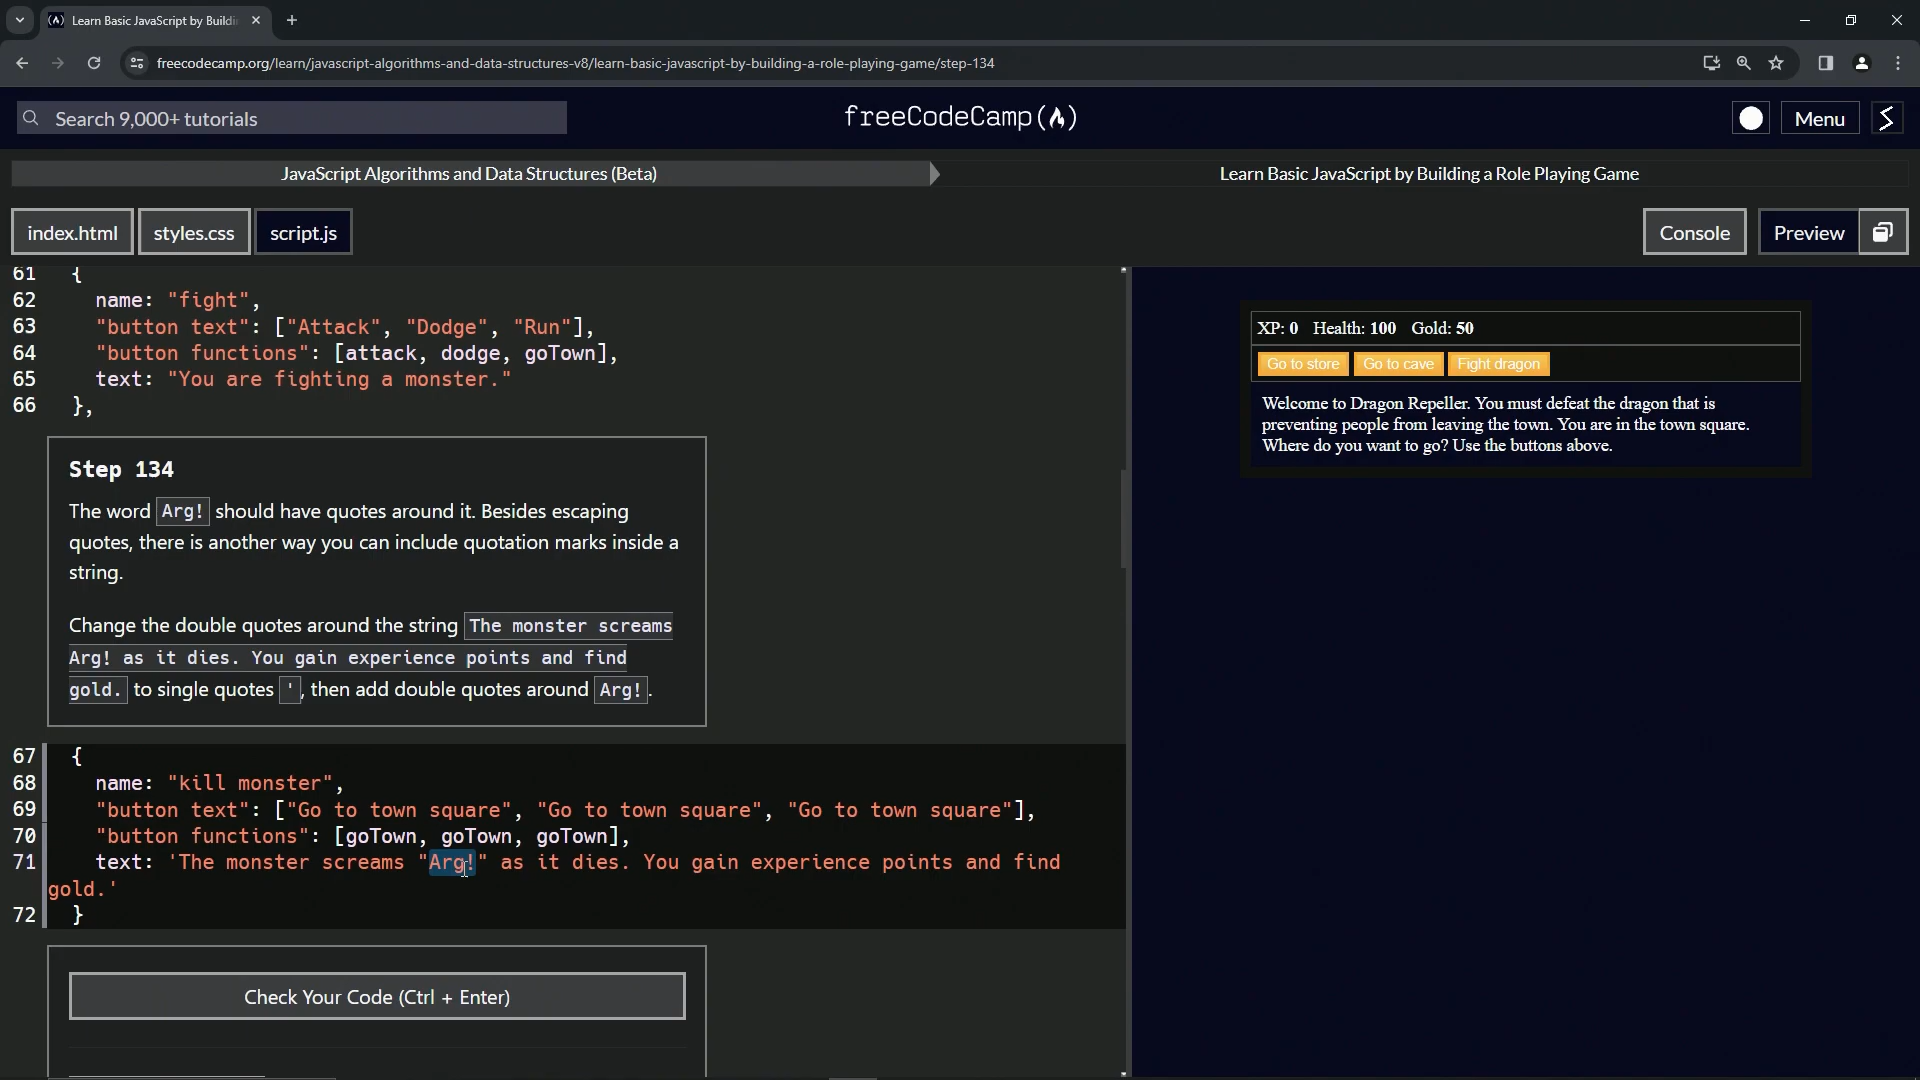 Learn Basic JavaScript by Buildi
freecodecamp.org/learn/javascript-algorithms-and-data-structures-v8/learn-basic-javascript-by-building-a-role-playing-game/step-134
Search 9,000+ tutorials
freeCodeCamp
Menu
JavaScript Algorithms and Data Structures (Beta)
Learn Basic JavaScript by Building a Role Playing Game
index.html
styles.css
script.js
Console
Preview
61 {
62 name: "fight",
63 "button text": ["Attack", "Dodge", "Run"],
64 "button functions": [attack, dodge, goTown],
65 text: "You are fighting a monster."
66 },
Step 134
The word Arg! should have quotes around it. Besides escaping
quotes, there is another way you can include quotation marks inside a
string.
Change the double quotes around the string The monster screams
Arg! as it dies. You gain experience points and find
gold. to single quotes ', then add double quotes around Arg!.
67 {
68 name: "kill monster",
69 "button text": ["Go to town square", "Go to town square", "Go to town square"],
70 "button functions": [goTown, goTown, goTown],
71 text: 'The monster screams "Arg!" as it dies. You gain experience points and find
gold.'
72 }
Check Your Code (Ctrl + Enter)
XP: 0 Health: 100 Gold: 50
Go to store
Go to cave
Fight dragon
Welcome to Dragon Repeller. You must defeat the dragon that is
preventing people from leaving the town. You are in the town square.
Where do you want to go? Use the buttons above.